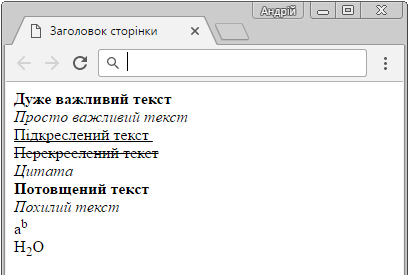 Андрій
Заголовок сторінки
Дуже важливий текст
Просто важливий текст
Підкреслений текст
Перекреслений текст
Цитата
Потовщений текст
Похилий текст
aᵇ
H₂O